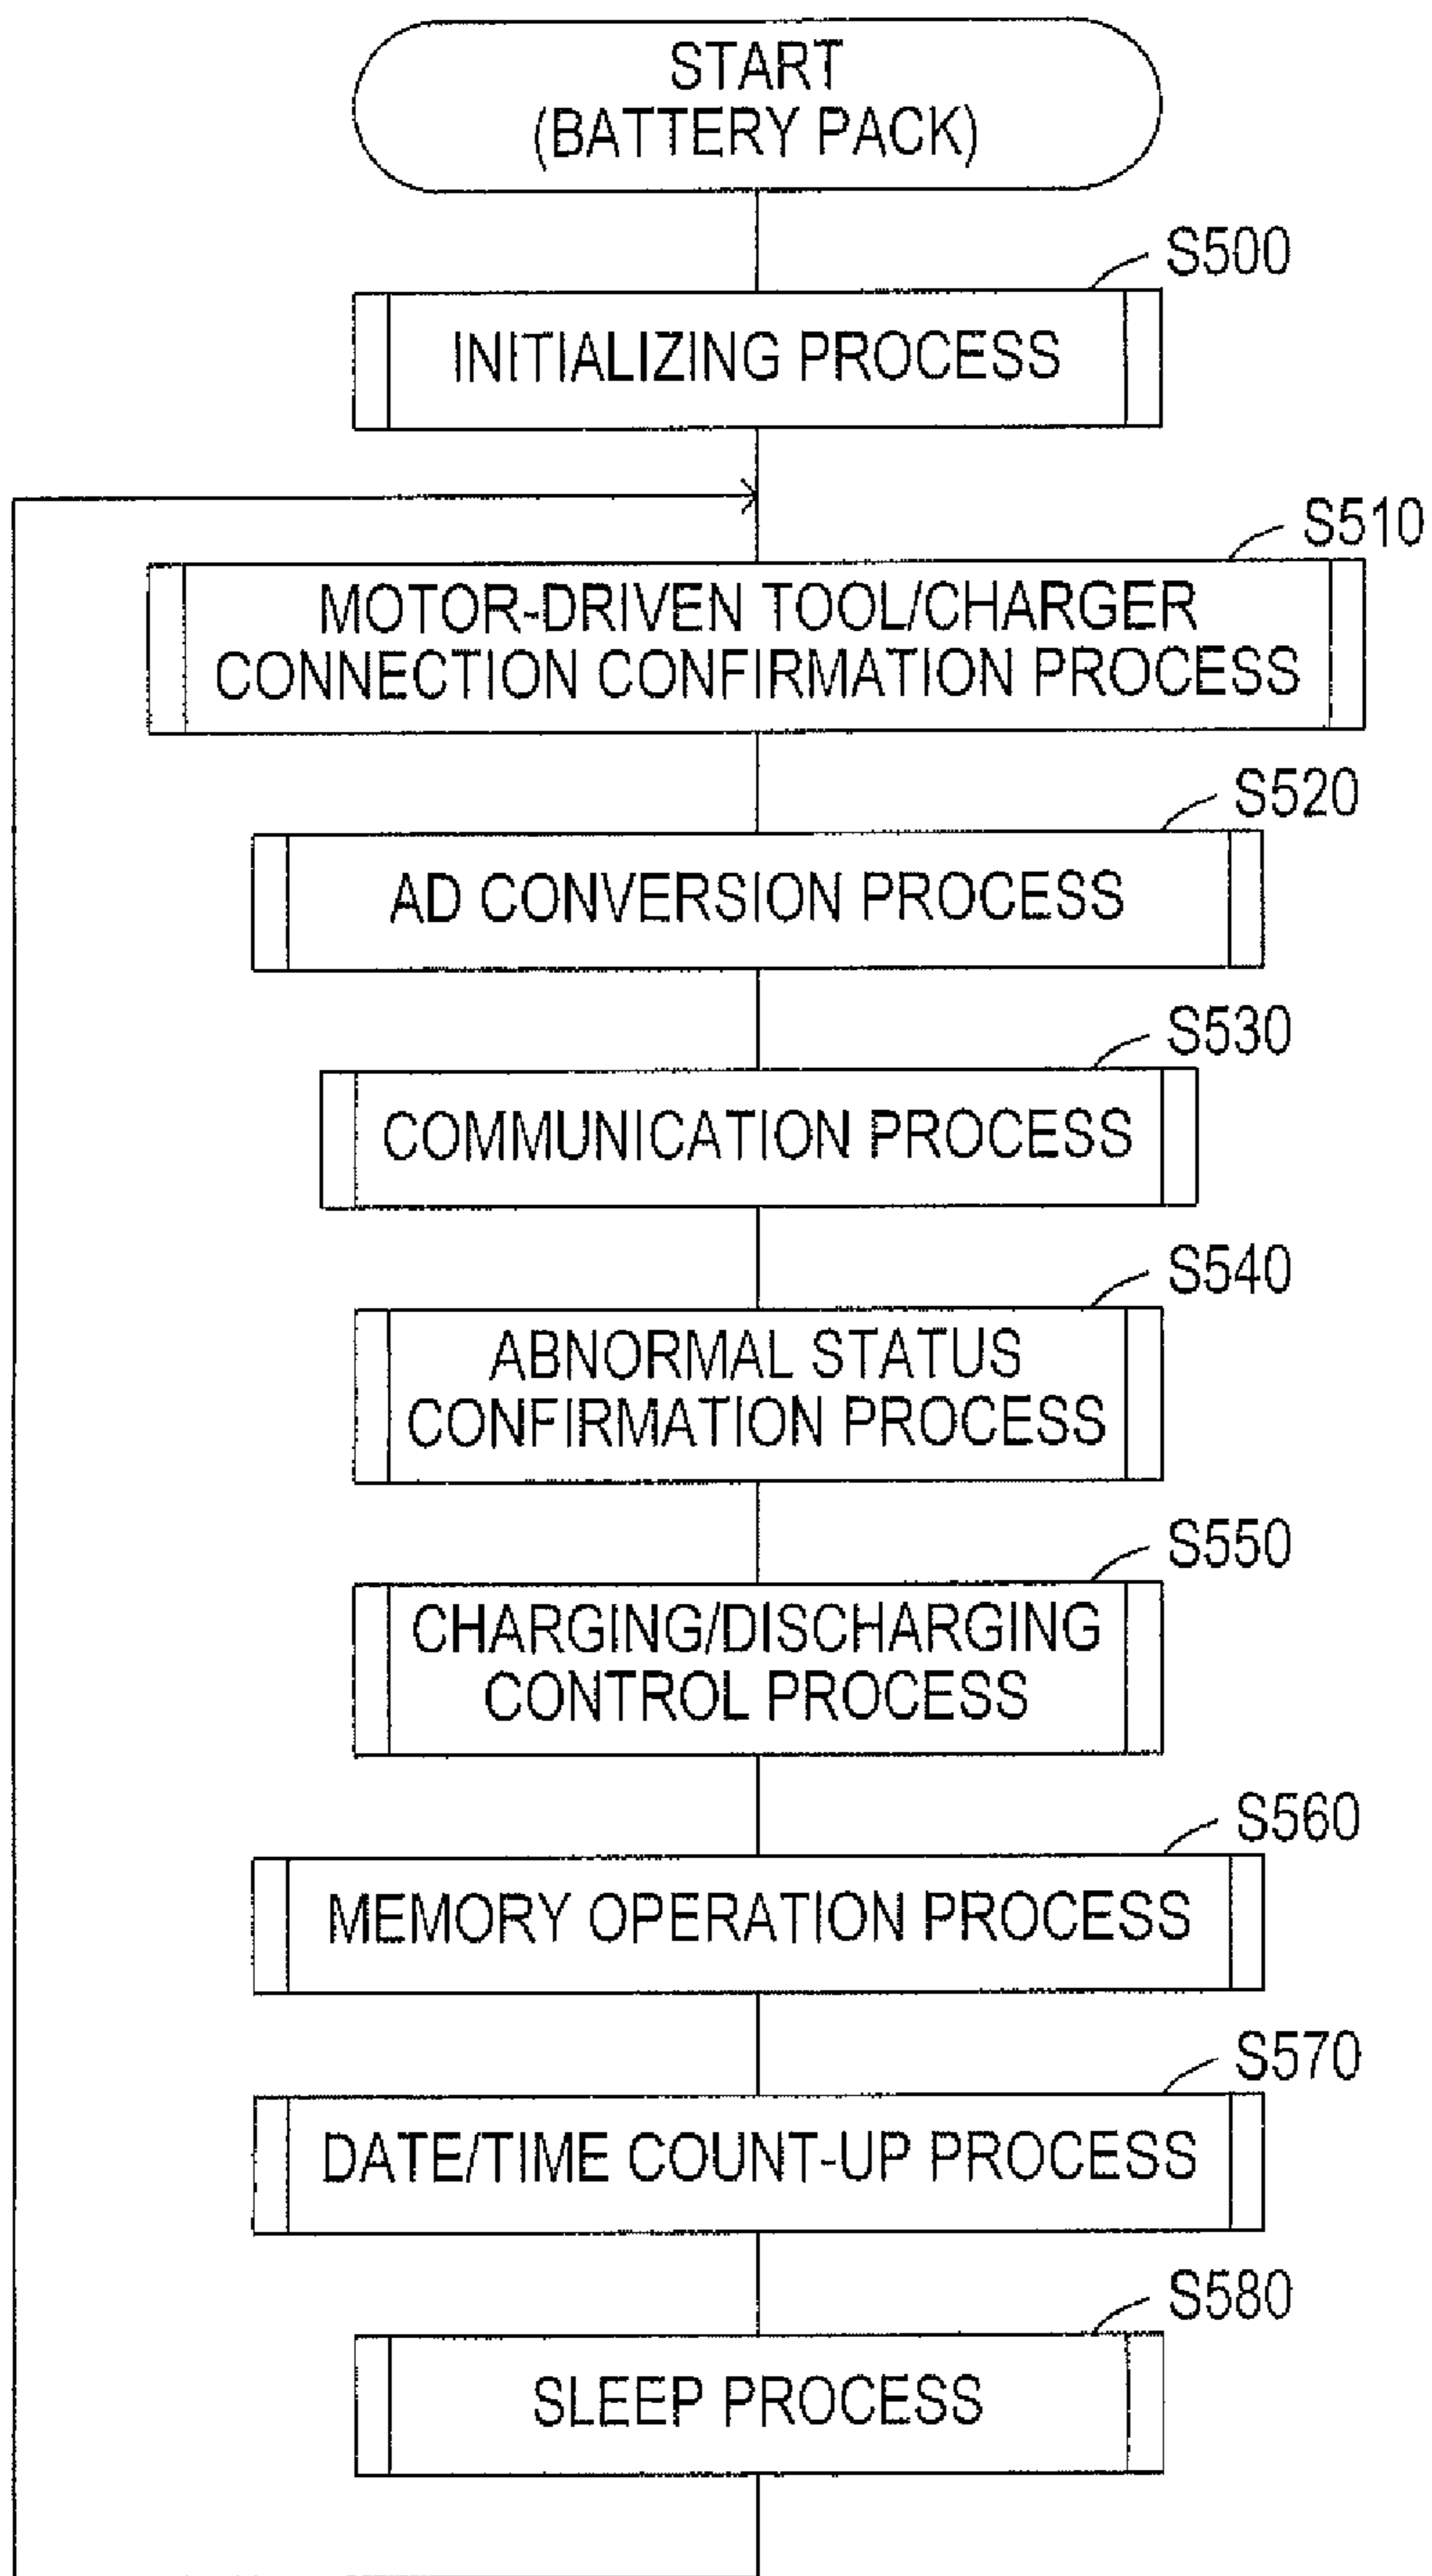 START
(BATTERY PACK)
S500
INITIALIZING PROCESS
S510
MOTOR-DRIVEN TOOL/CHARGER
CONNECTION CONFIRMATION PROCESS
S520
AD CONVERSION PROCESS
S530
COMMUNICATION PROCESS
S540
ABNORMAL STATUS
CONFIRMATION PROCESS
S550
CHARGING/DISCHARGING
CONTROL PROCESS
S560
MEMORY OPERATION PROCESS
S570
DATE/TIME COUNT-UP PROCESS
S580
SLEEP PROCESS